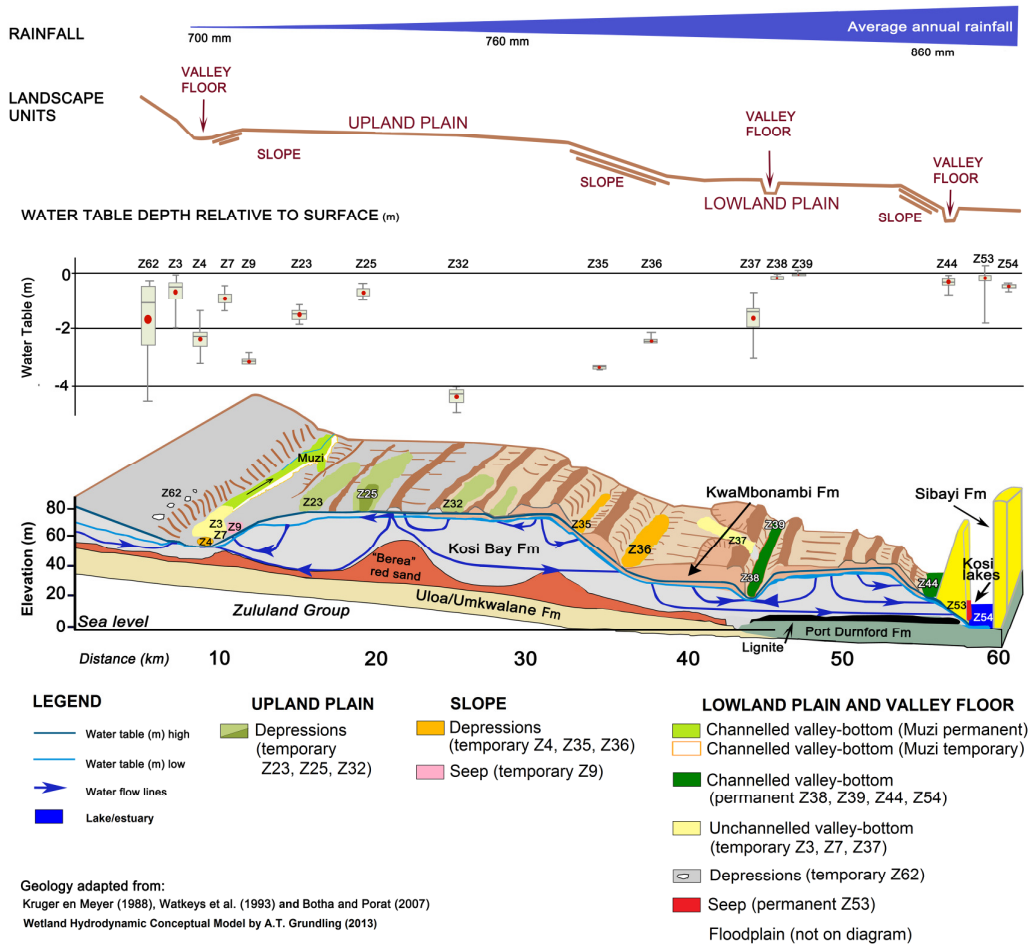 RAINFALL
700 mm
760 mm
Average annual rainfall
860 mm
LANDSCAPE
UNITS
VALLEY
FLOOR
SLOPE
UPLAND PLAIN
SLOPE
VALLEY
FLOOR
LOWLAND PLAIN
SLOPE
VALLEY
FLOOR
WATER TABLE DEPTH RELATIVE TO SURFACE (m)
Z62 Z3 Z4 Z7 Z9 Z23 Z25 Z32 Z35 Z36 Z37 Z38 Z39 Z44 Z53 Z54
Water Table (m)
0
-2
-4
Muzi
Z62
Z3
Z9
Z7
Z4
Z23
Z25
Z32
Z35
Z36
KwaMbonambi Fm
Z39
Z37
Z38
Sibayi Fm
Kosi
lakes
Z44
Z53
Z54
Elevation (m)
80
60
40
20
0
Kosi Bay Fm
"Berea"
red sand
Uloa/Umkwalane Fm
Zululand Group
Sea level
Port Durnford Fm
Lignite
Distance (km)
10
20
30
40
50
60
LEGEND
Water table (m) high
Water table (m) low
Water flow lines
Lake/estuary
UPLAND PLAIN
Depressions
(temporary
Z23, Z25, Z32)
SLOPE
Depressions
(temporary Z4, Z35, Z36)
Seep (temporary Z9)
LOWLAND PLAIN AND VALLEY FLOOR
Channelled valley-bottom (Muzi permanent)
Channelled valley-bottom (Muzi temporary)
Channelled valley-bottom
(permanent Z38, Z39, Z44, Z54)
Unchannelled valley-bottom
(temporary Z3, Z7, Z37)
Depressions (temporary Z62)
Seep (permanent Z53)
Floodplain (not on diagram)
Geology adapted from:
Kruger en Meyer (1988), Watkeys et al. (1993) and Botha and Porat (2007)
Wetland Hydrodynamic Conceptual Model by A.T. Grundling (2013)